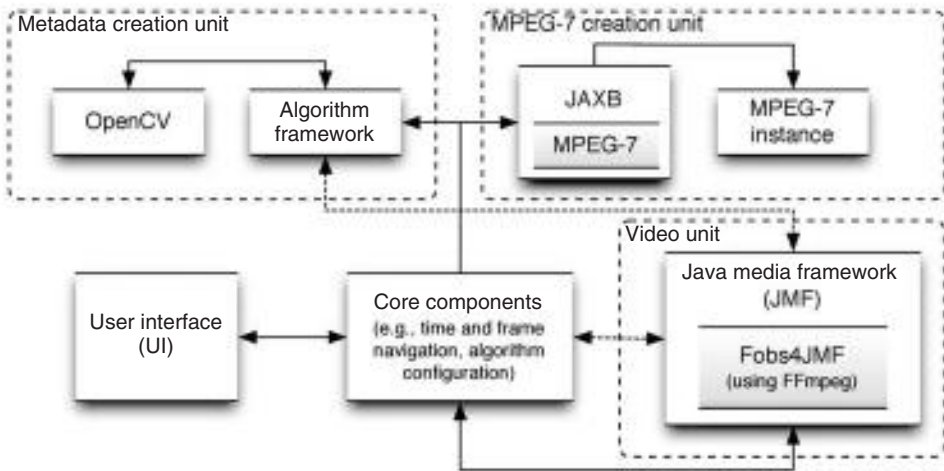 Metadata creation unit
MPEG-7 creation unit
OpenCV
Algorithm
framework
JAXB
MPEG-7
MPEG-7
instance
Video unit
User interface
(UI)
Core components
(e.g., time and frame
navigation, algorithm
configuration)
Java media framework
(JMF)
Fobs4JMF
(using FFmpeg)